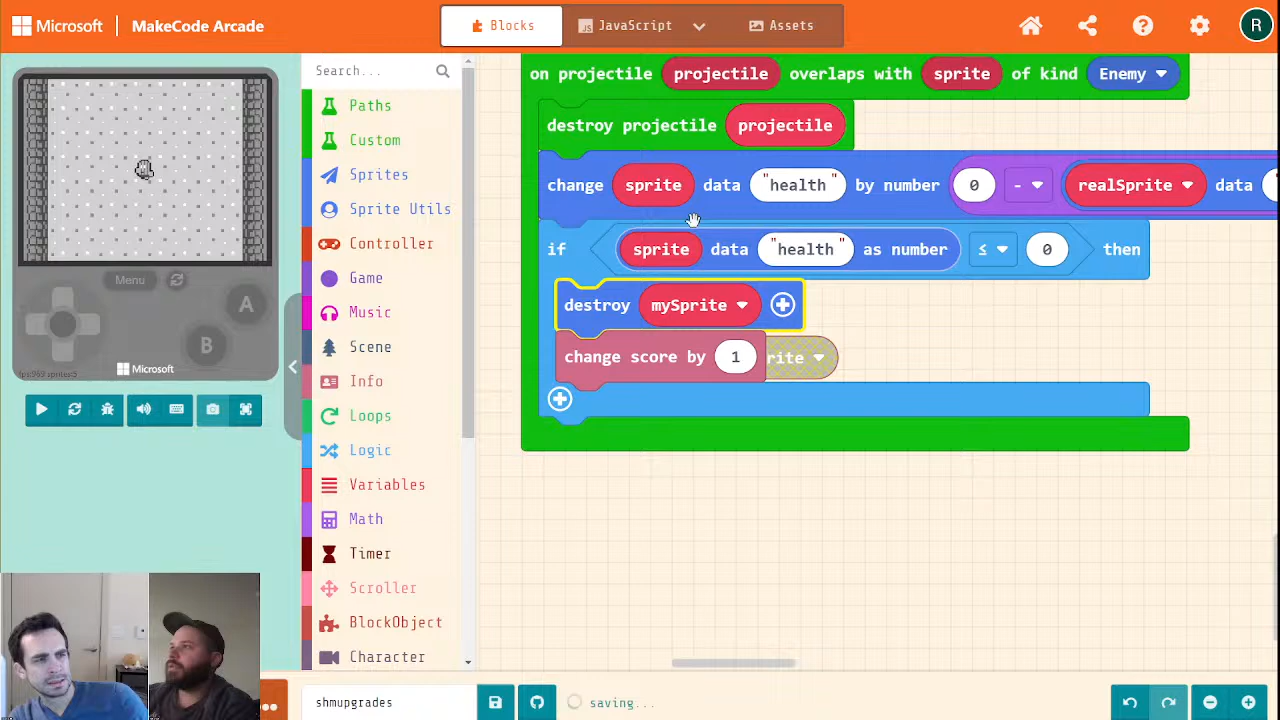 Microsoft MakeCode Arcade
Blocks JavaScript Assets
R
Search...
Paths
Custom
Sprites
Sprite Utils
Controller
Game
Music
Scene
Info
Loops
Logic
Variables
Math
Timer
Scroller
BlockObject
Character
Menu
A
B
Microsoft
on projectile projectile overlaps with sprite of kind Enemy
destroy projectile projectile
change sprite data "health" by number 0 - realSprite data "
if sprite data "health" as number ≤ 0 then
destroy mySprite
change score by 1
rite
shmupgrades
saving...